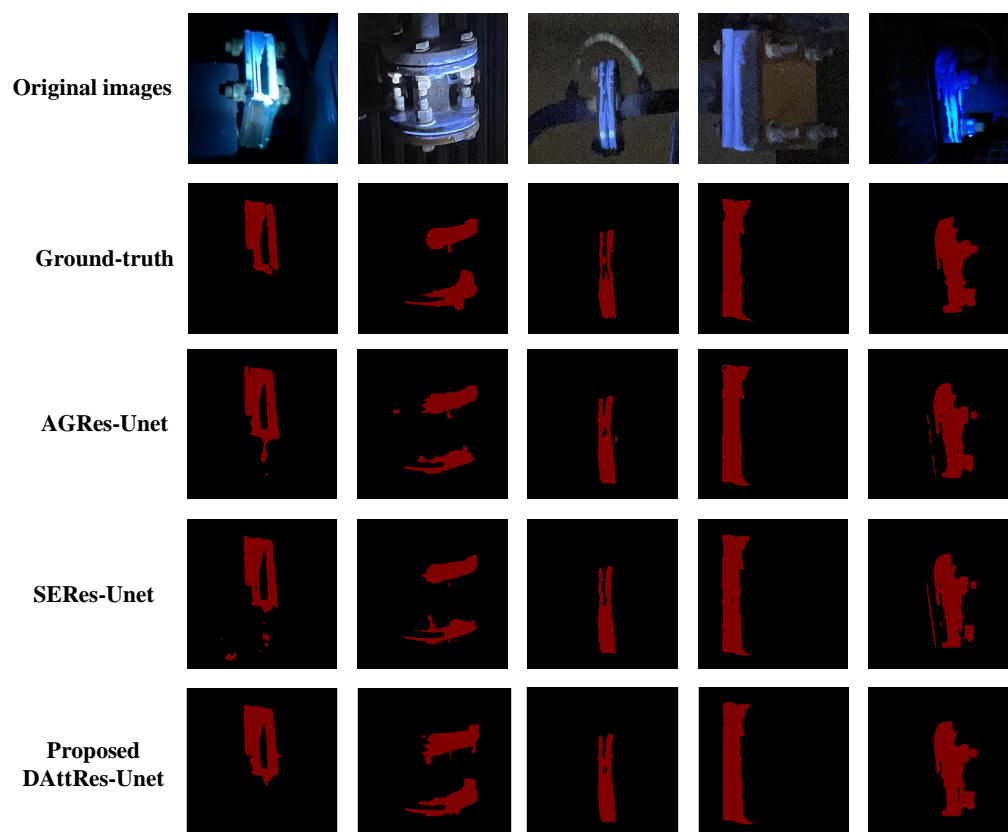 Original images
Ground-truth
AGRes-Unet
SERes-Unet
Proposed
DAttRes-Unet